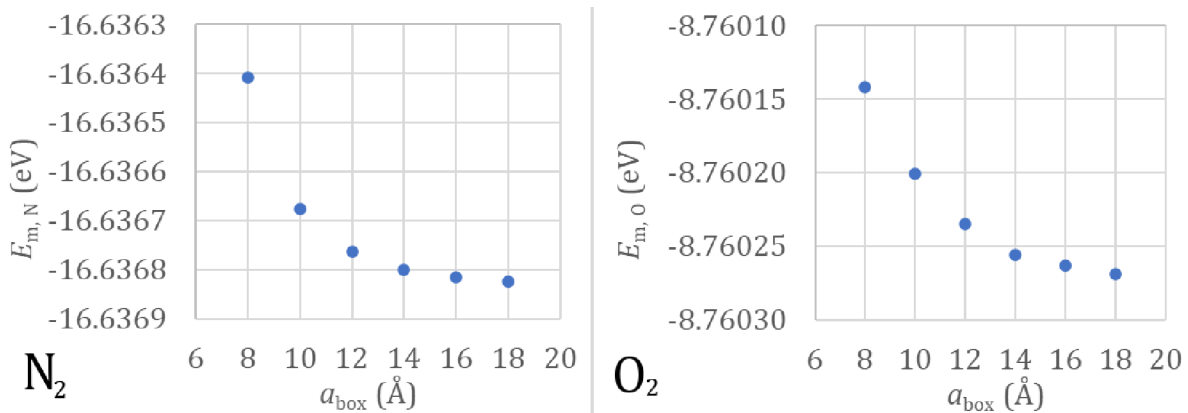 -16.6363
-16.6364
-16.6365
-16.6366
-16.6367
-16.6368
-16.6369
E_m, N (eV)
6 8 10 12 14 16 18 20
a_box (Å)
N₂
-8.76010
-8.76015
-8.76020
-8.76025
-8.76030
E_m, O (eV)
6 8 10 12 14 16 18 20
a_box (Å)
O₂